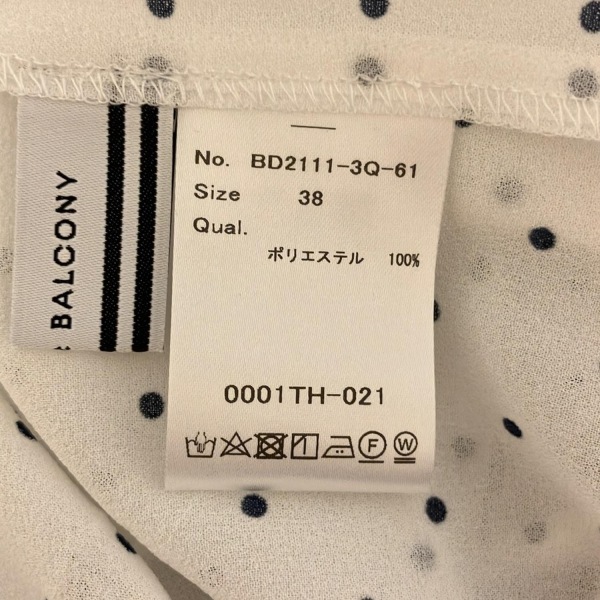 BALCONY
No. BD2111-3Q-61
Size 38
Qual.
ポリエステル 100%
0001TH-021
F W